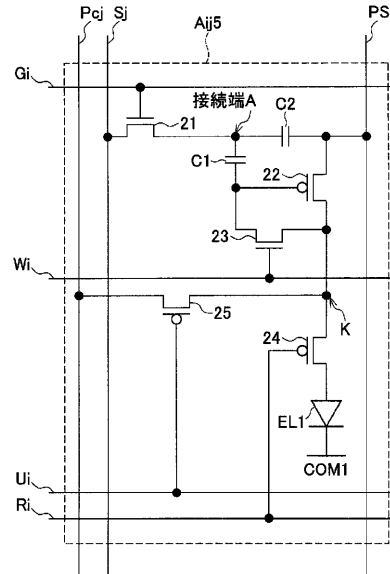 Pcj Sj Aij5 PS
Gi
接続端A C2
21
C1
22
23
Wi
25
K
24
EL1
COM1
Ui
Ri